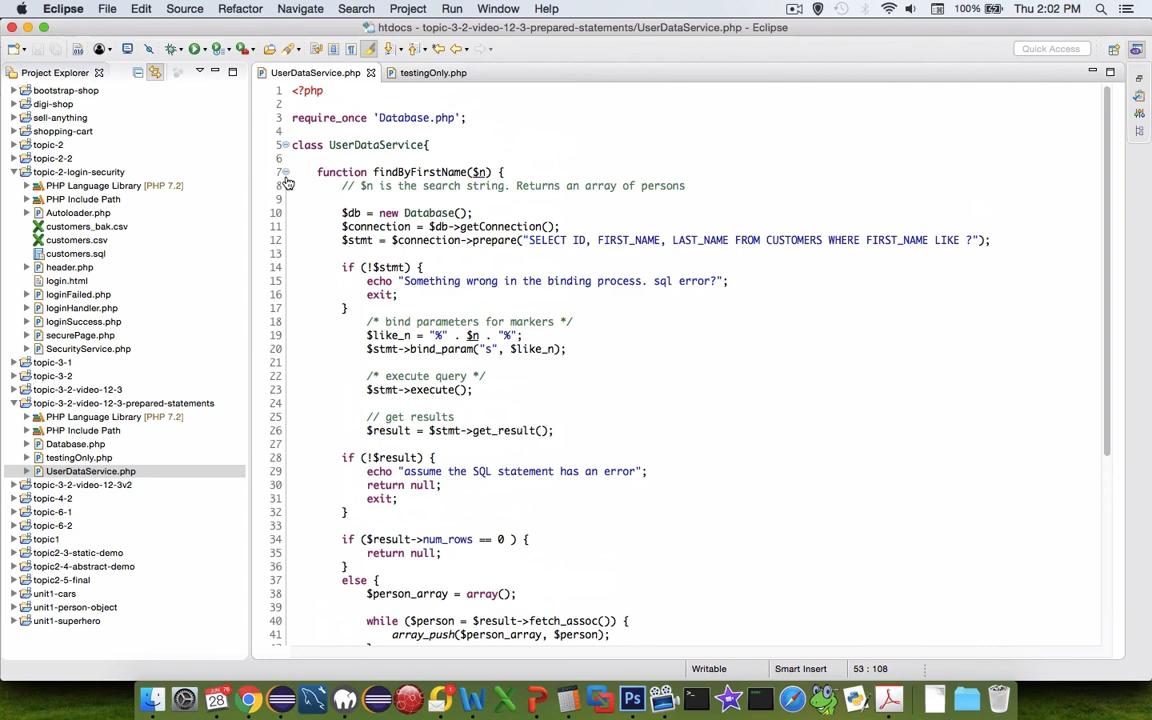 Eclipse File Edit Source Refactor Navigate Search Project Run Window Help 100% Thu 2:02 PM
htdocs - topic-3-2-video-12-3-prepared-statements/UserDataService.php - Eclipse
Quick Access
Project Explorer
UserDataService.php
testingOnly.php
bootstrap-shop
digi-shop
sell-anything
shopping-cart
topic-2
topic-2-2
topic-2-login-security
PHP Language Library [PHP 7.2]
PHP Include Path
Autoloader.php
customers_bak.csv
customers.csv
customers.sql
header.php
login.html
loginFailed.php
loginHandler.php
loginSuccess.php
securePage.php
SecurityService.php
topic-3-1
topic-3-2
topic-3-2-video-12-3
topic-3-2-video-12-3-prepared-statements
PHP Language Library [PHP 7.2]
PHP Include Path
Database.php
testingOnly.php
UserDataService.php
topic-3-2-video-12-3v2
topic-4-2
topic-6-1
topic-6-2
topic1
topic2-3-static-demo
topic2-4-abstract-demo
topic2-5-final
unit1-cars
unit1-person-object
unit1-superhero
1 <?php
2
3 require_once 'Database.php';
4
5 class UserDataService{
6
7 function findByFirstName($n) {
8 // $n is the search string. Returns an array of persons
9
10 $db = new Database();
11 $connection = $db->getConnection();
12 $stmt = $connection->prepare("SELECT ID, FIRST_NAME, LAST_NAME FROM CUSTOMERS WHERE FIRST_NAME LIKE ?");
13
14 if (!$stmt) {
15 echo "Something wrong in the binding process. sql error?";
16 exit;
17 }
18 /* bind parameters for markers */
19 $like_n = "%" . $n . "%";
20 $stmt->bind_param("s", $like_n);
21
22 /* execute query */
23 $stmt->execute();
24
25 // get results
26 $result = $stmt->get_result();
27
28 if (!$result) {
29 echo "assume the SQL statement has an error";
30 return null;
31 exit;
32 }
33
34 if ($result->num_rows == 0 ) {
35 return null;
36 }
37 else {
38 $person_array = array();
39
40 while ($person = $result->fetch_assoc()) {
41 array_push($person_array, $person);
Writable Smart Insert 53 : 108